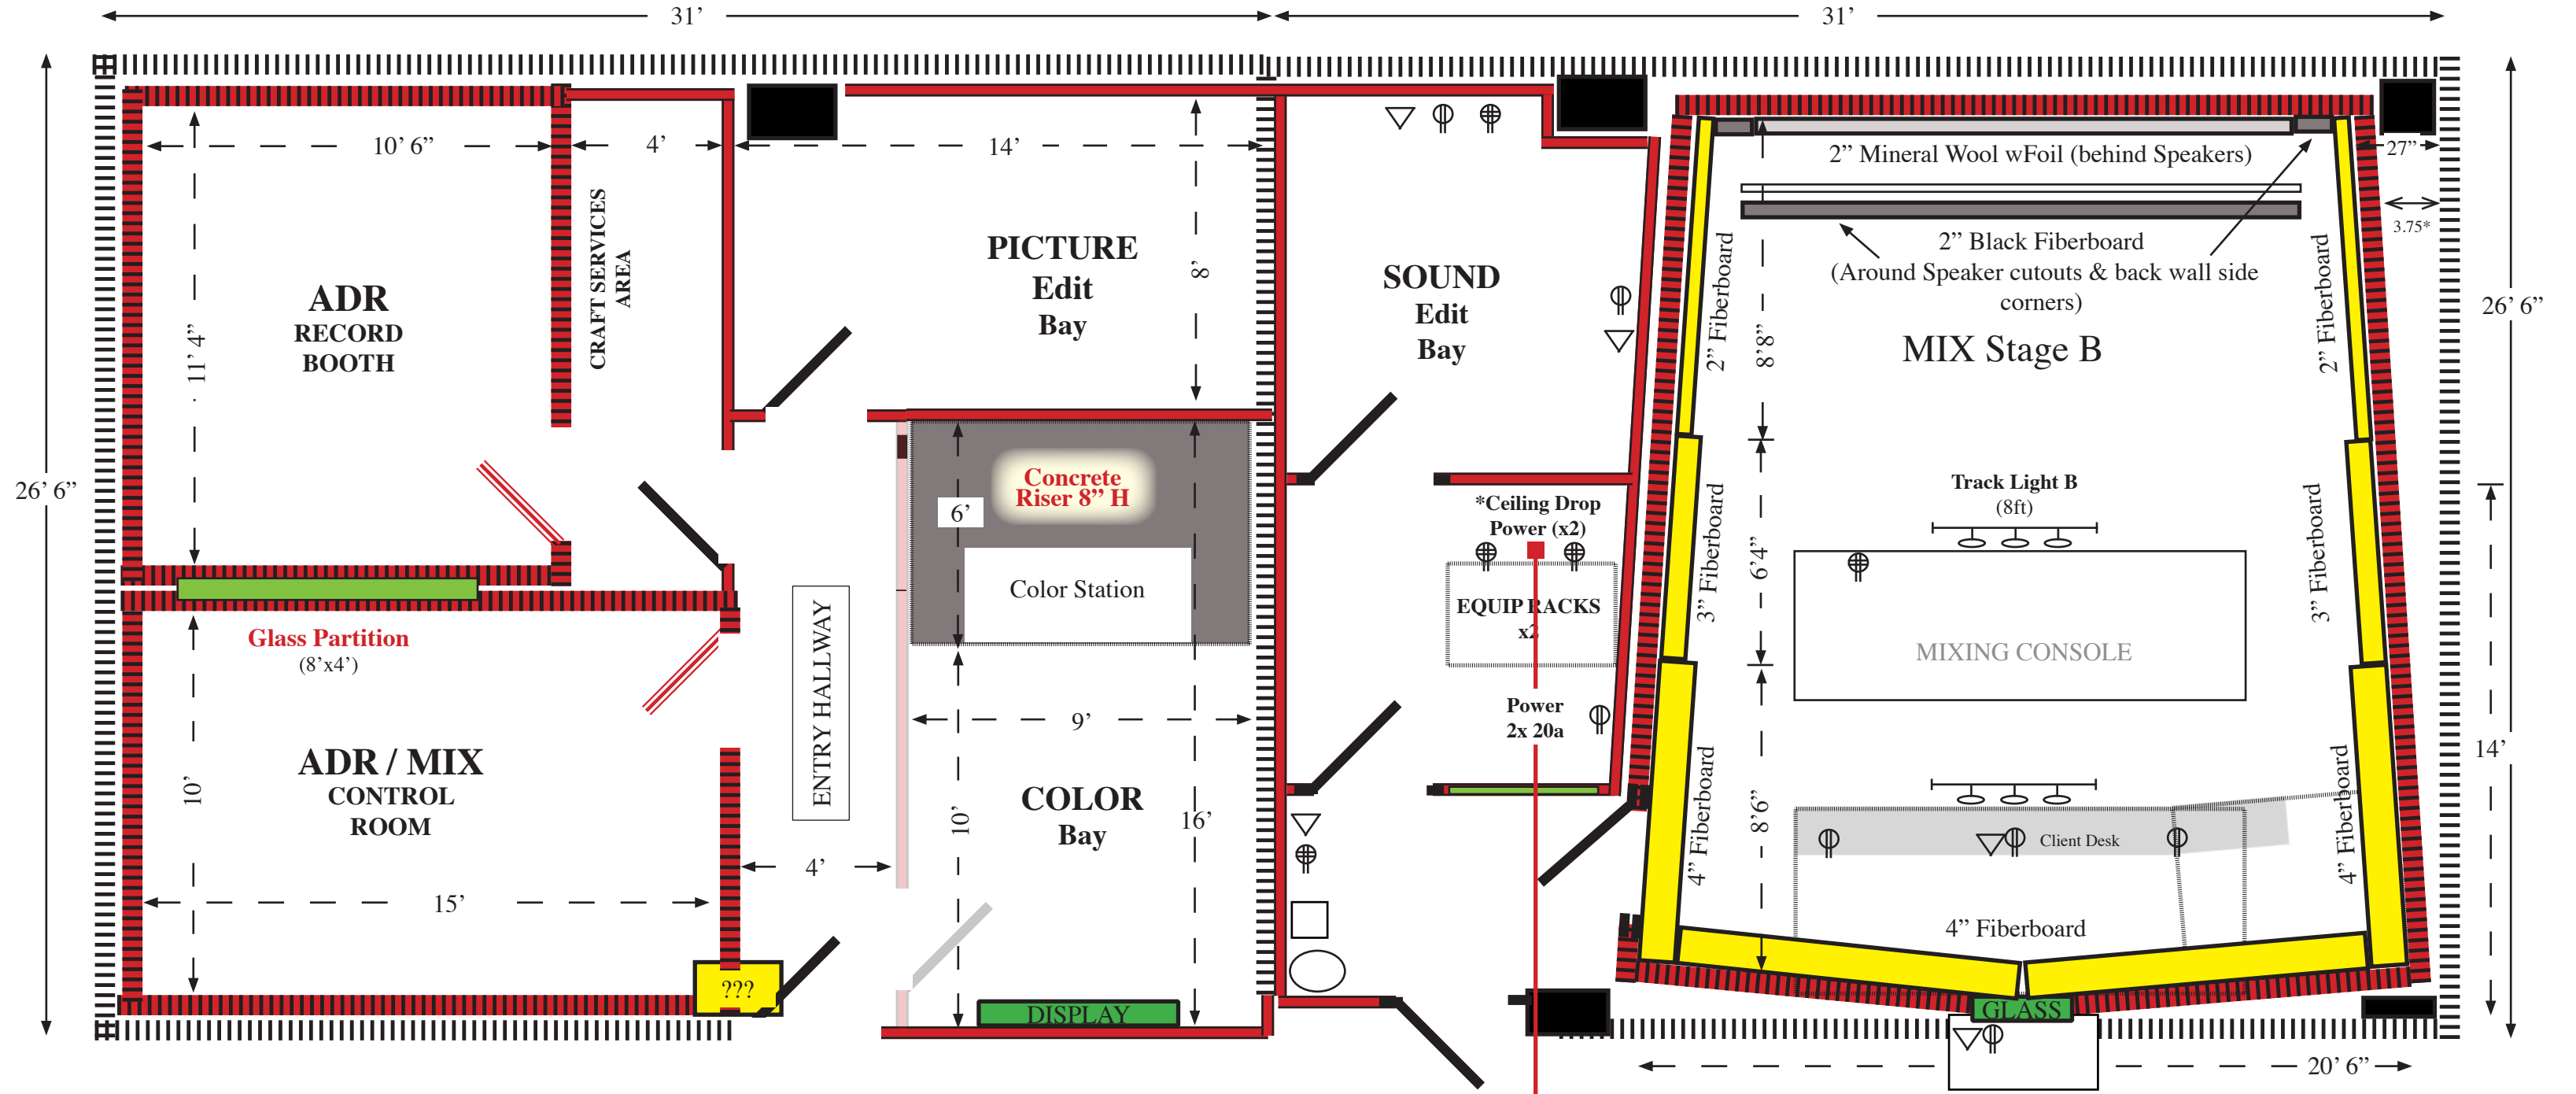 31’
31’
10’ 6”
4’
14’
2” Mineral Wool wFoil (behind Speakers)
27”
3.75*
2” Black Fiberboard
(Around Speaker cutouts & back wall side
corners)
CRAFT SERVICES
AREA
PICTURE
Edit
Bay
8’
SOUND
Edit
Bay
2” Fiberboard
8’8”
MIX Stage B
2” Fiberboard
26’ 6”
ADR
RECORD
BOOTH
11’ 4”
26’ 6”
Concrete
Riser 8” H
6’
Color Station
*Ceiling Drop
Power (x2)
EQUIP RACKS
x2
Power
2x 20a
Track Light B
(8ft)
3” Fiberboard
6’4”
3” Fiberboard
MIXING CONSOLE
Glass Partition
(8’x4’)
ENTRY HALLWAY
9’
14’
ADR / MIX
CONTROL
ROOM
10’
COLOR
Bay
10’
16’
4” Fiberboard
8’6”
Client Desk
4” Fiberboard
4’
15’
4” Fiberboard
???
DISPLAY
GLASS
20’ 6”